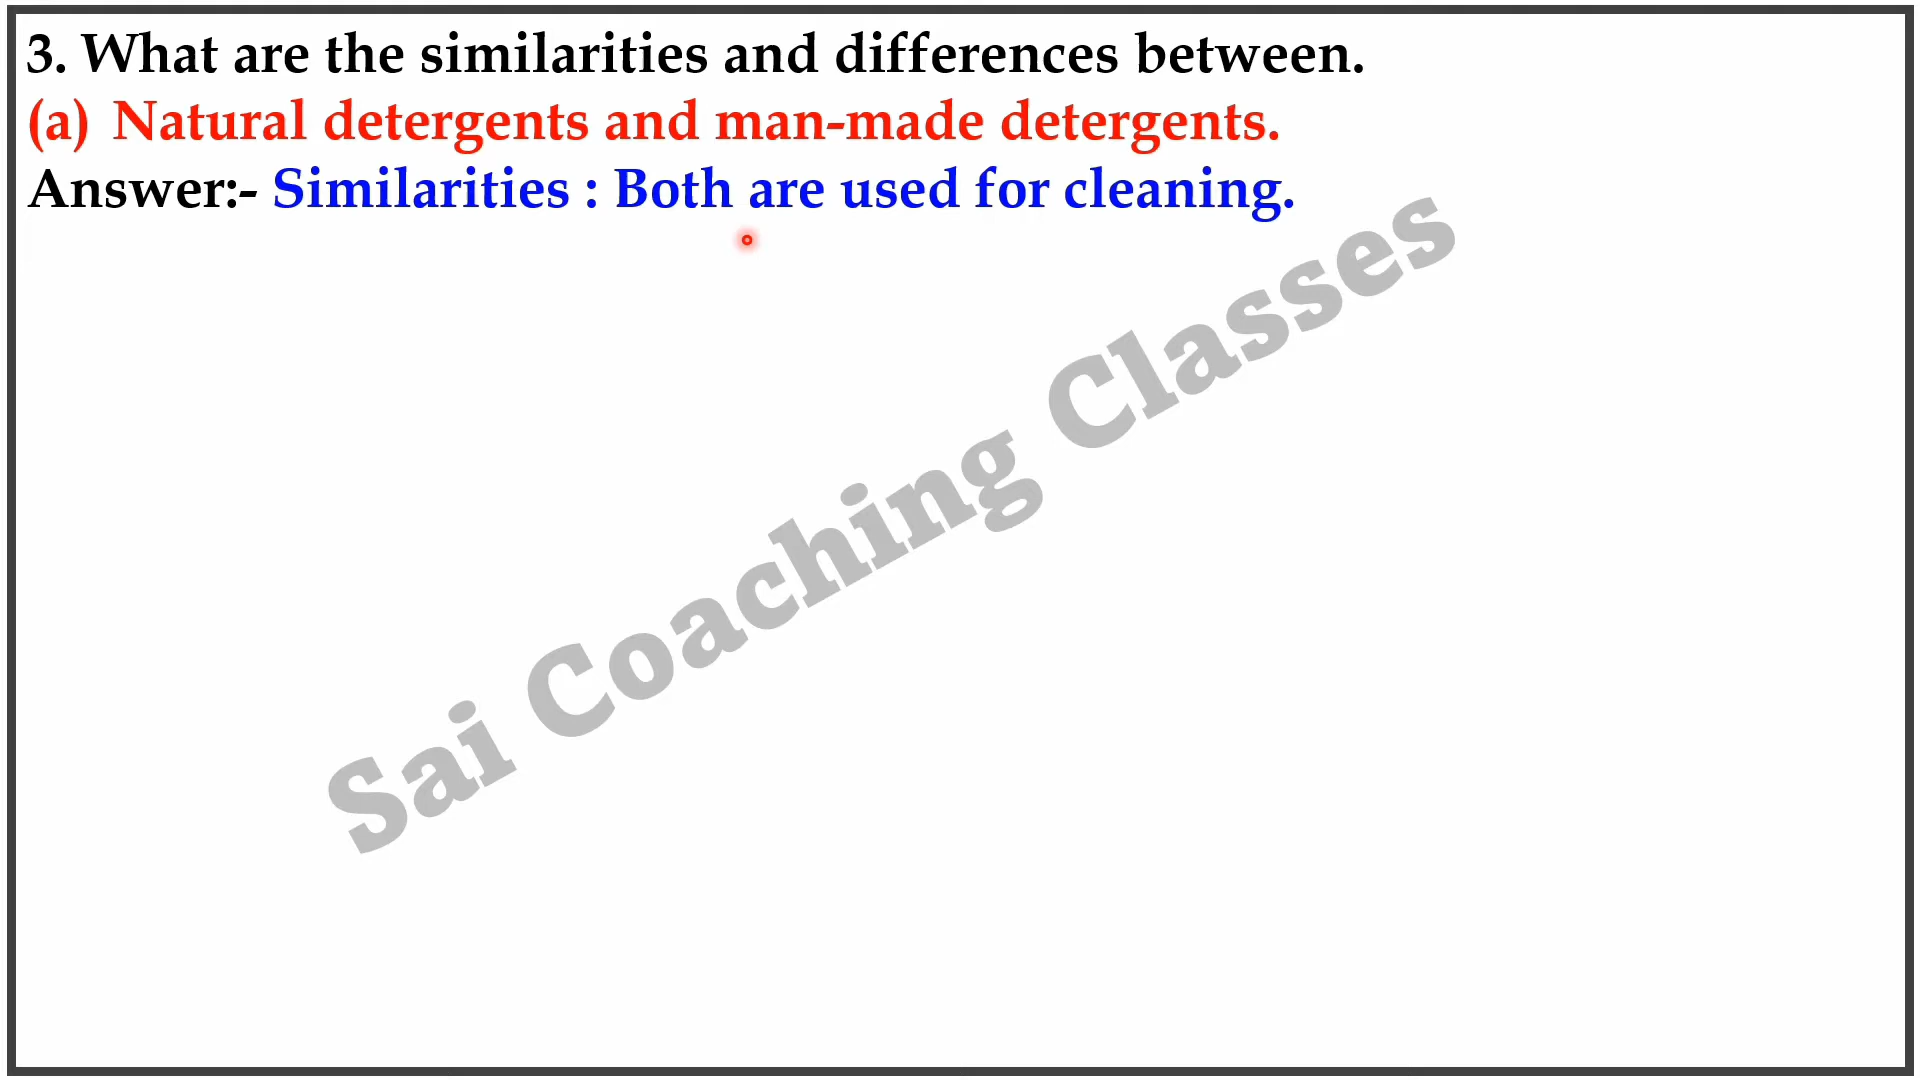 3. What are the similarities and differences between.
(a) Natural detergents and man-made detergents.
Answer:- Similarities : Both are used for cleaning.
Sai Coaching Classes